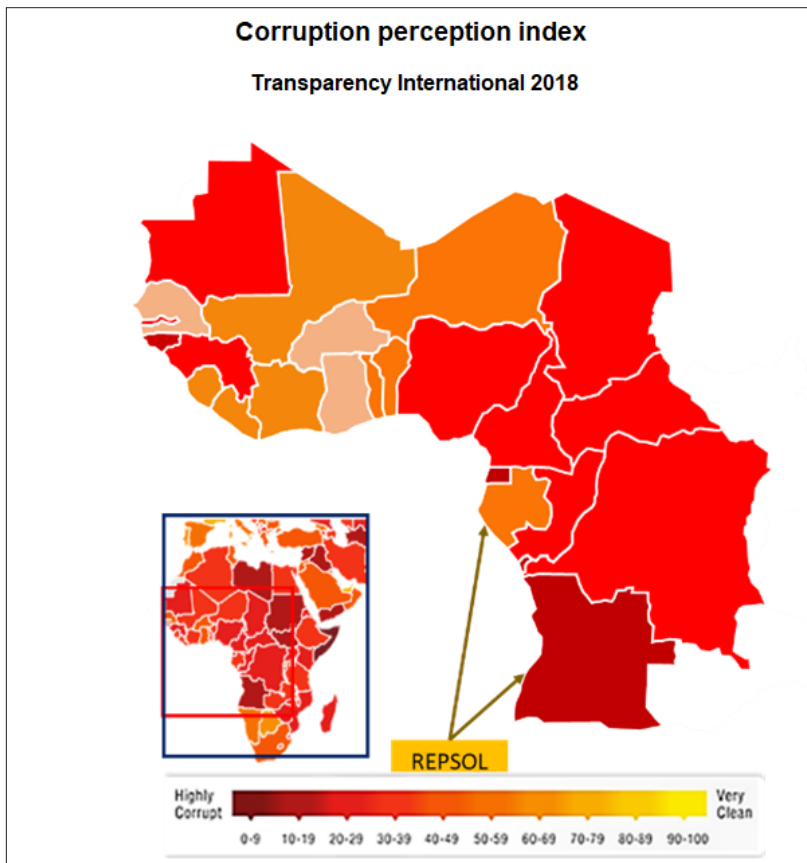 Corruption perception index
Transparency International 2018
REPSOL
Highly Corrupt
Very Clean
0-9 10-19 20-29 30-39 40-49 50-59 60-69 70-79 80-89 90-100